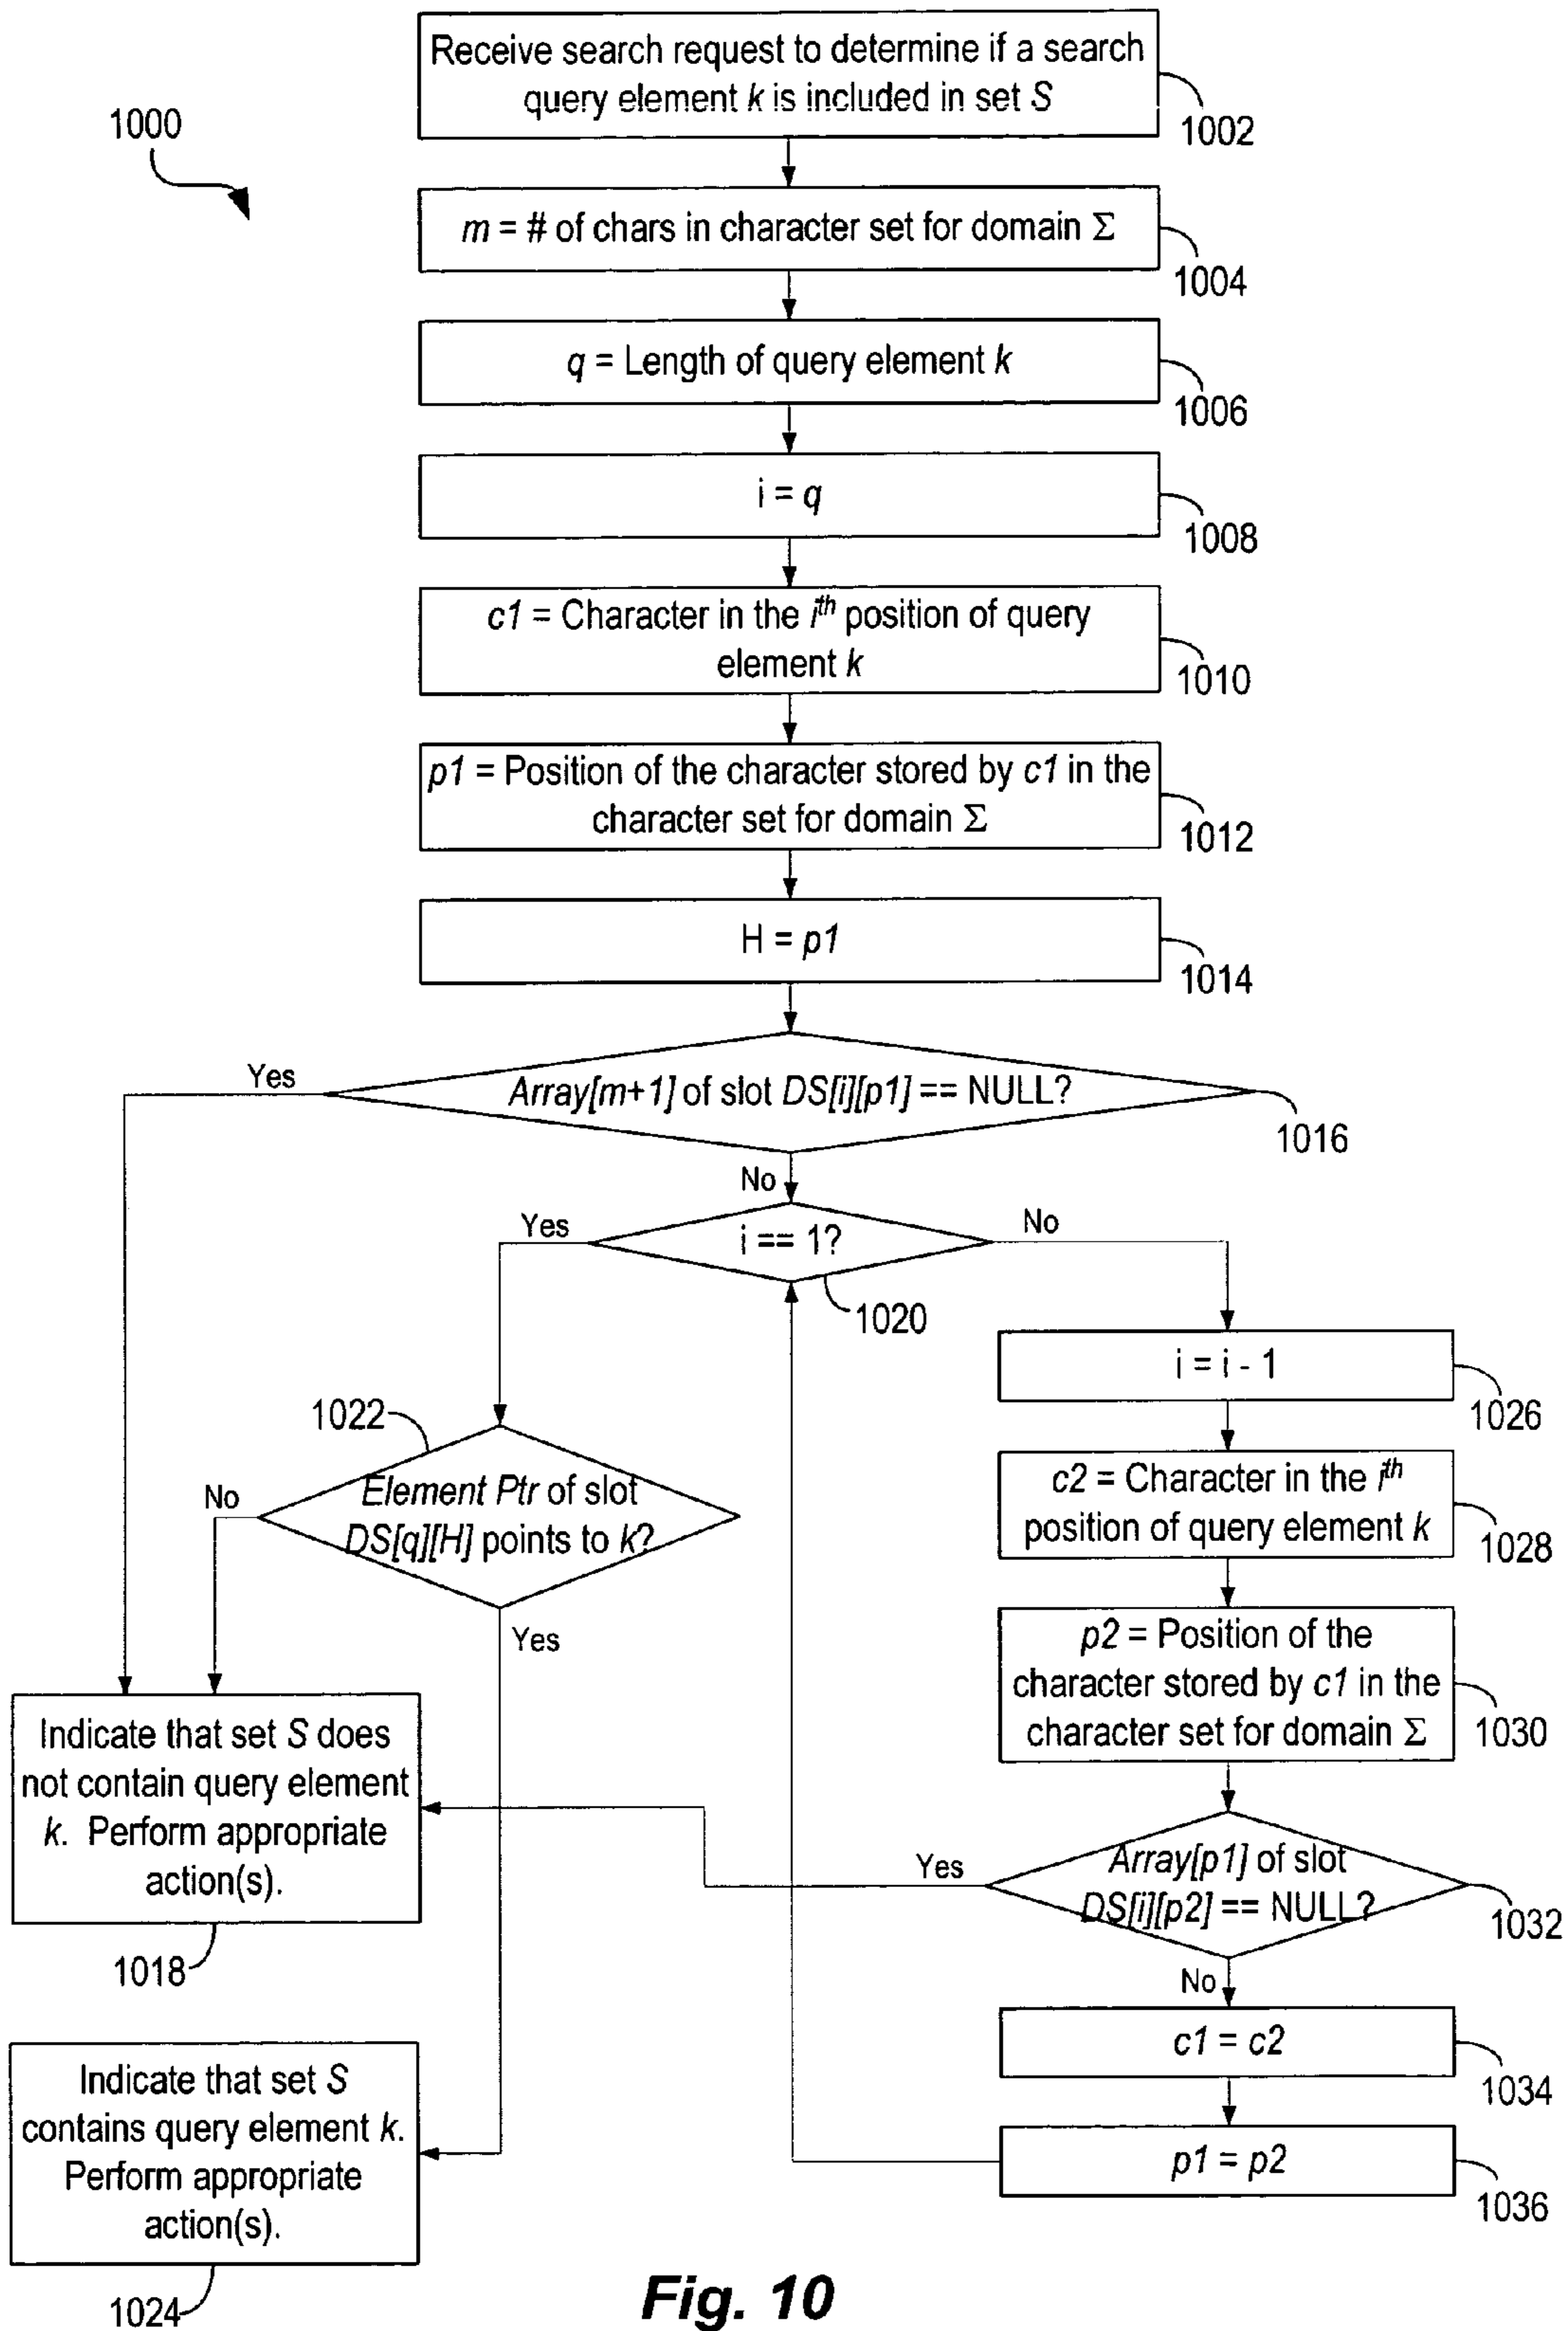 Receive search request to determine if a search
query element k is included in set S
1002
1000
m = # of chars in character set for domain Σ
1004
q = Length of query element k
1006
i = q
1008
c1 = Character in the ith position of query
element k
1010
p1 = Position of the character stored by c1 in the
character set for domain Σ
1012
H = p1
1014
Yes
Array[m+1] of slot DS[i][p1] == NULL?
1016
No
Yes
i == 1?
No
1020
i = i - 1
1026
1022
Element Ptr of slot
DS[q][H] points to k?
No
Yes
c2 = Character in the ith
position of query element k
1028
p2 = Position of the
character stored by c1 in the
character set for domain Σ
1030
Indicate that set S does
not contain query element
k. Perform appropriate
action(s).
1018
Yes
Array[p1] of slot
DS[i][p2] == NULL?
1032
No
c1 = c2
1034
Indicate that set S
contains query element k.
Perform appropriate
action(s).
1024
p1 = p2
1036
Fig. 10